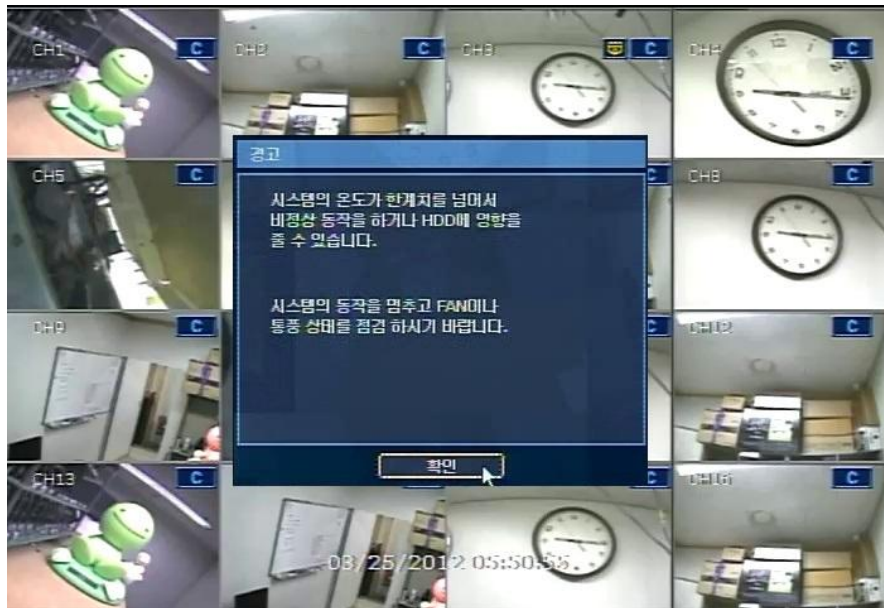 CH1
C
CH2
C
CH3
C
CH4
C
경고
CH5
C
C
CH8
C
시스템의 온도가 한계치를 넘어서
비정상 동작을 하거나 HDD에 영향을
줄 수 있습니다.
시스템의 동작을 멈추고 FAN이나
통풍 상태를 점검 하시기 바랍니다.
CH9
C
C
CH12
C
확인
CH13
C
C
CH16
C
03/25/2012 05:50:55